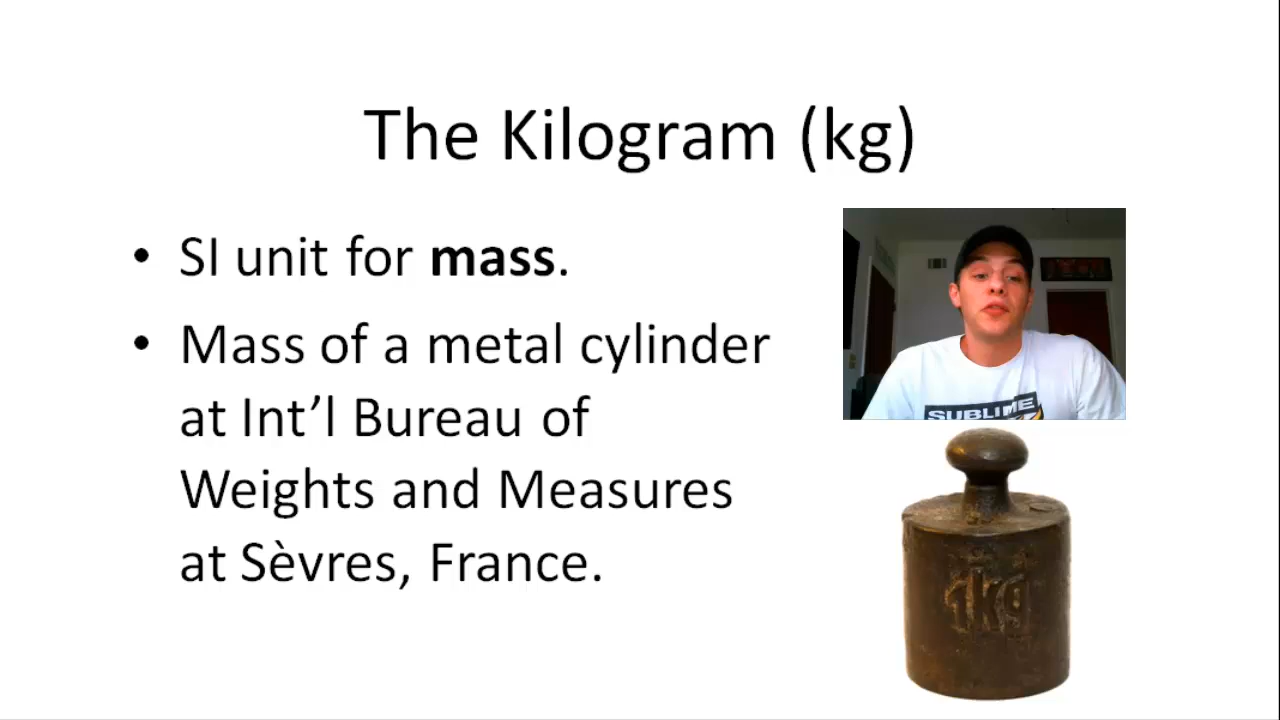 The Kilogram (kg)
• SI unit for mass.
• Mass of a metal cylinder
at Int’l Bureau of
Weights and Measures
at Sèvres, France.
SUBLIME
1kg